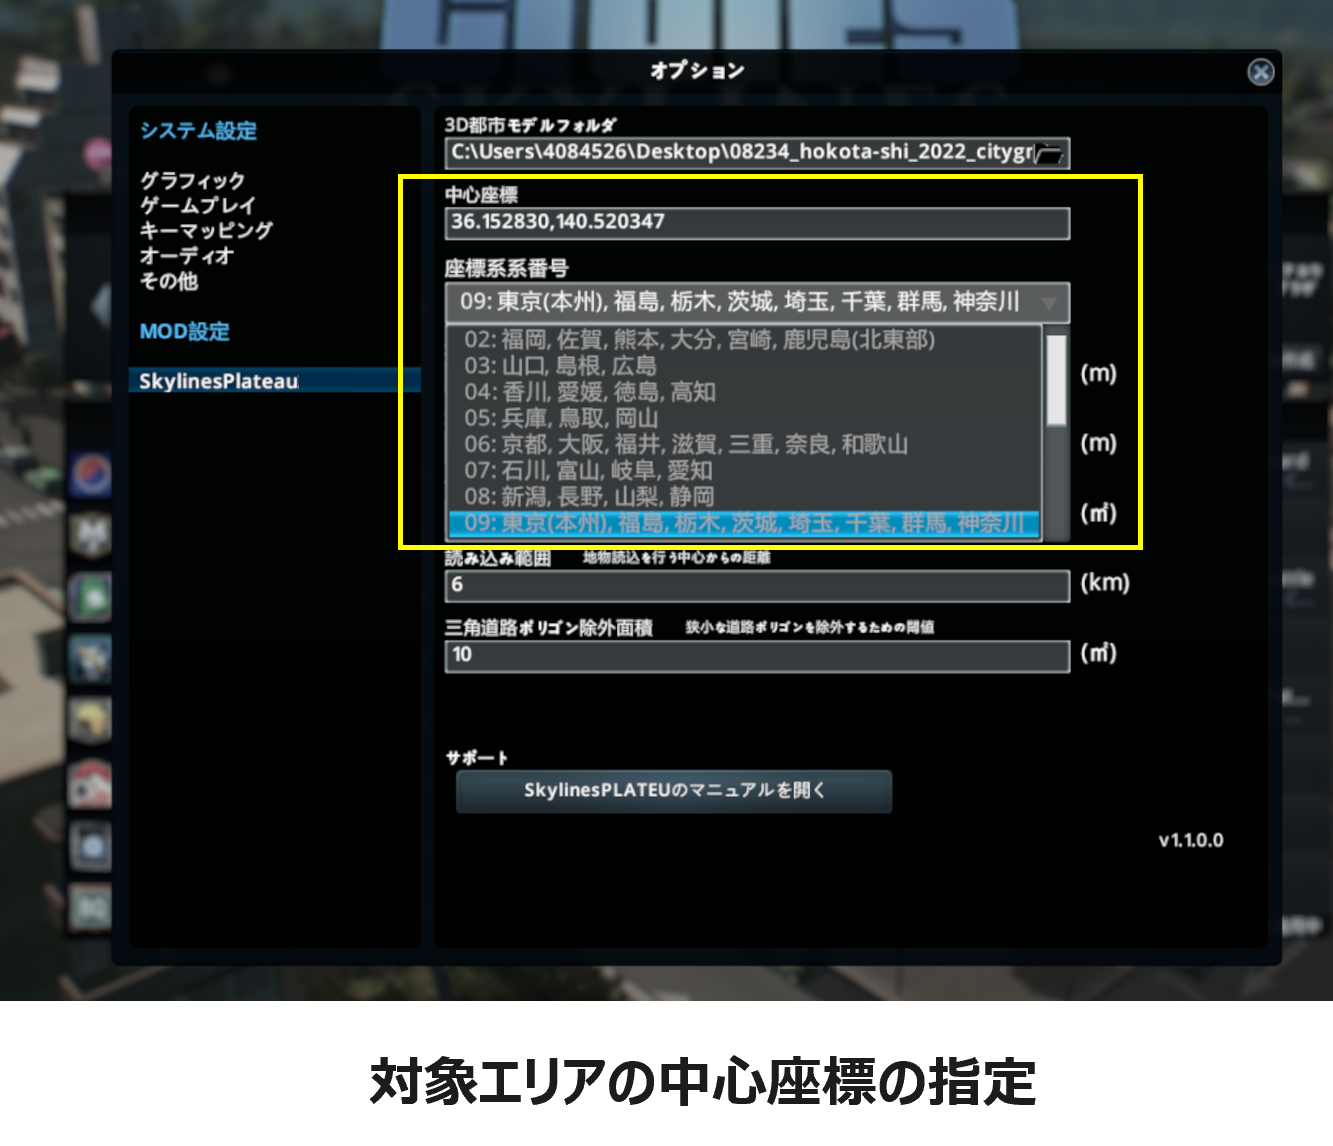 オプション
システム設定
グラフィック
ゲームプレイ
キーマッピング
オーディオ
その他
MOD設定
SkylinesPlateau
3D都市モデルフォルダ
C:\Users\4084526\Desktop\08234_hokota-shi_2022_citygr
中心座標
36.152830,140.520347
座標系系番号
09: 東京(本州), 福島, 栃木, 茨城, 埼玉, 千葉, 群馬, 神奈川
02: 福岡, 佐賀, 熊本, 大分, 宮崎, 鹿児島(北東部)
03: 山口, 島根, 広島
04: 香川, 愛媛, 徳島, 高知
05: 兵庫, 鳥取, 岡山
06: 京都, 大阪, 福井, 滋賀, 三重, 奈良, 和歌山
07: 石川, 富山, 岐阜, 愛知
08: 新潟, 長野, 山梨, 静岡
09: 東京(本州), 福島, 栃木, 茨城, 埼玉, 千葉, 群馬, 神奈川
(m)
(m)
(㎡)
読み込み範囲 地物読込を行う中心からの距離
6 (km)
三角道路ポリゴン除外面積 狭小な道路ポリゴンを除外するための閾値
10 (㎡)
サポート
SkylinesPLATEUのマニュアルを開く
v1.1.0.0
対象エリアの中心座標の指定